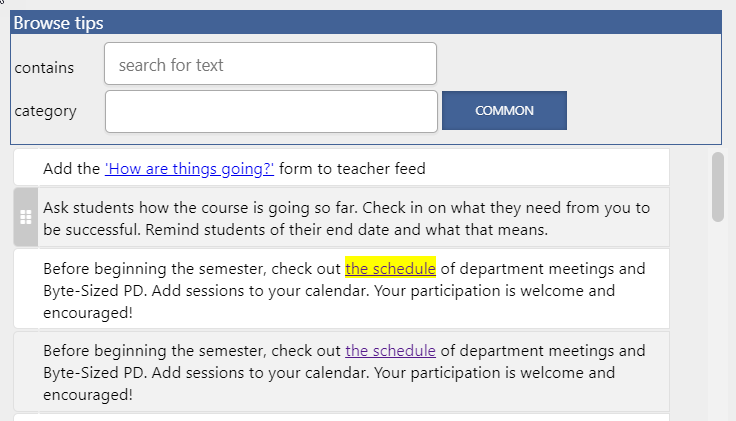 Browse tips
contains
search for text
category
COMMON
Add the 'How are things going?' form to teacher feed
Ask students how the course is going so far. Check in on what they need from you to
be successful. Remind students of their end date and what that means.
Before beginning the semester, check out the schedule of department meetings and
Byte-Sized PD. Add sessions to your calendar. Your participation is welcome and
encouraged!
Before beginning the semester, check out the schedule of department meetings and
Byte-Sized PD. Add sessions to your calendar. Your participation is welcome and
encouraged!